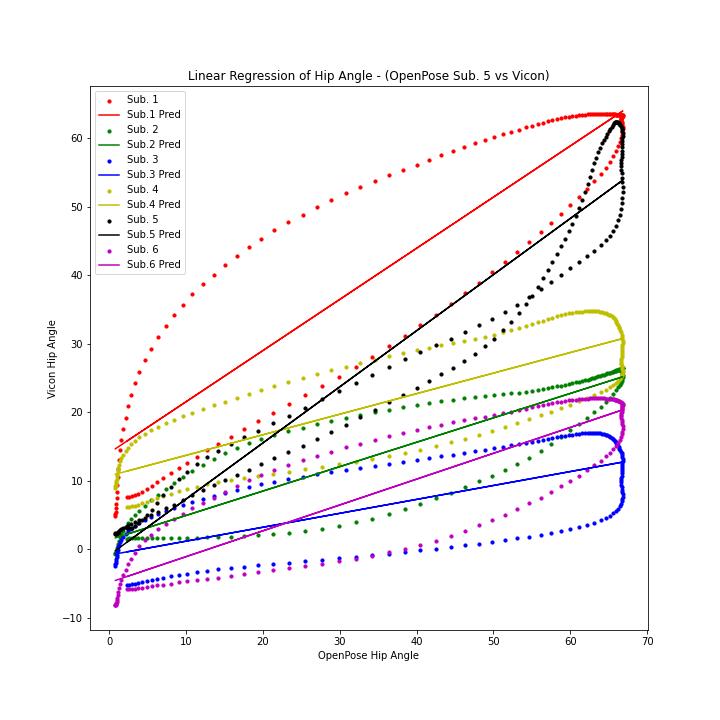 Linear Regression of Hip Angle - (OpenPose Sub. 5 vs Vicon)
Sub. 1
Sub.1 Pred
Sub. 2
Sub.2 Pred
Sub. 3
Sub.3 Pred
Sub. 4
Sub.4 Pred
Sub. 5
Sub.5 Pred
Sub. 6
Sub.6 Pred
Vicon Hip Angle
60
50
40
30
20
10
0
−10
0 10 20 30 40 50 60 70
OpenPose Hip Angle